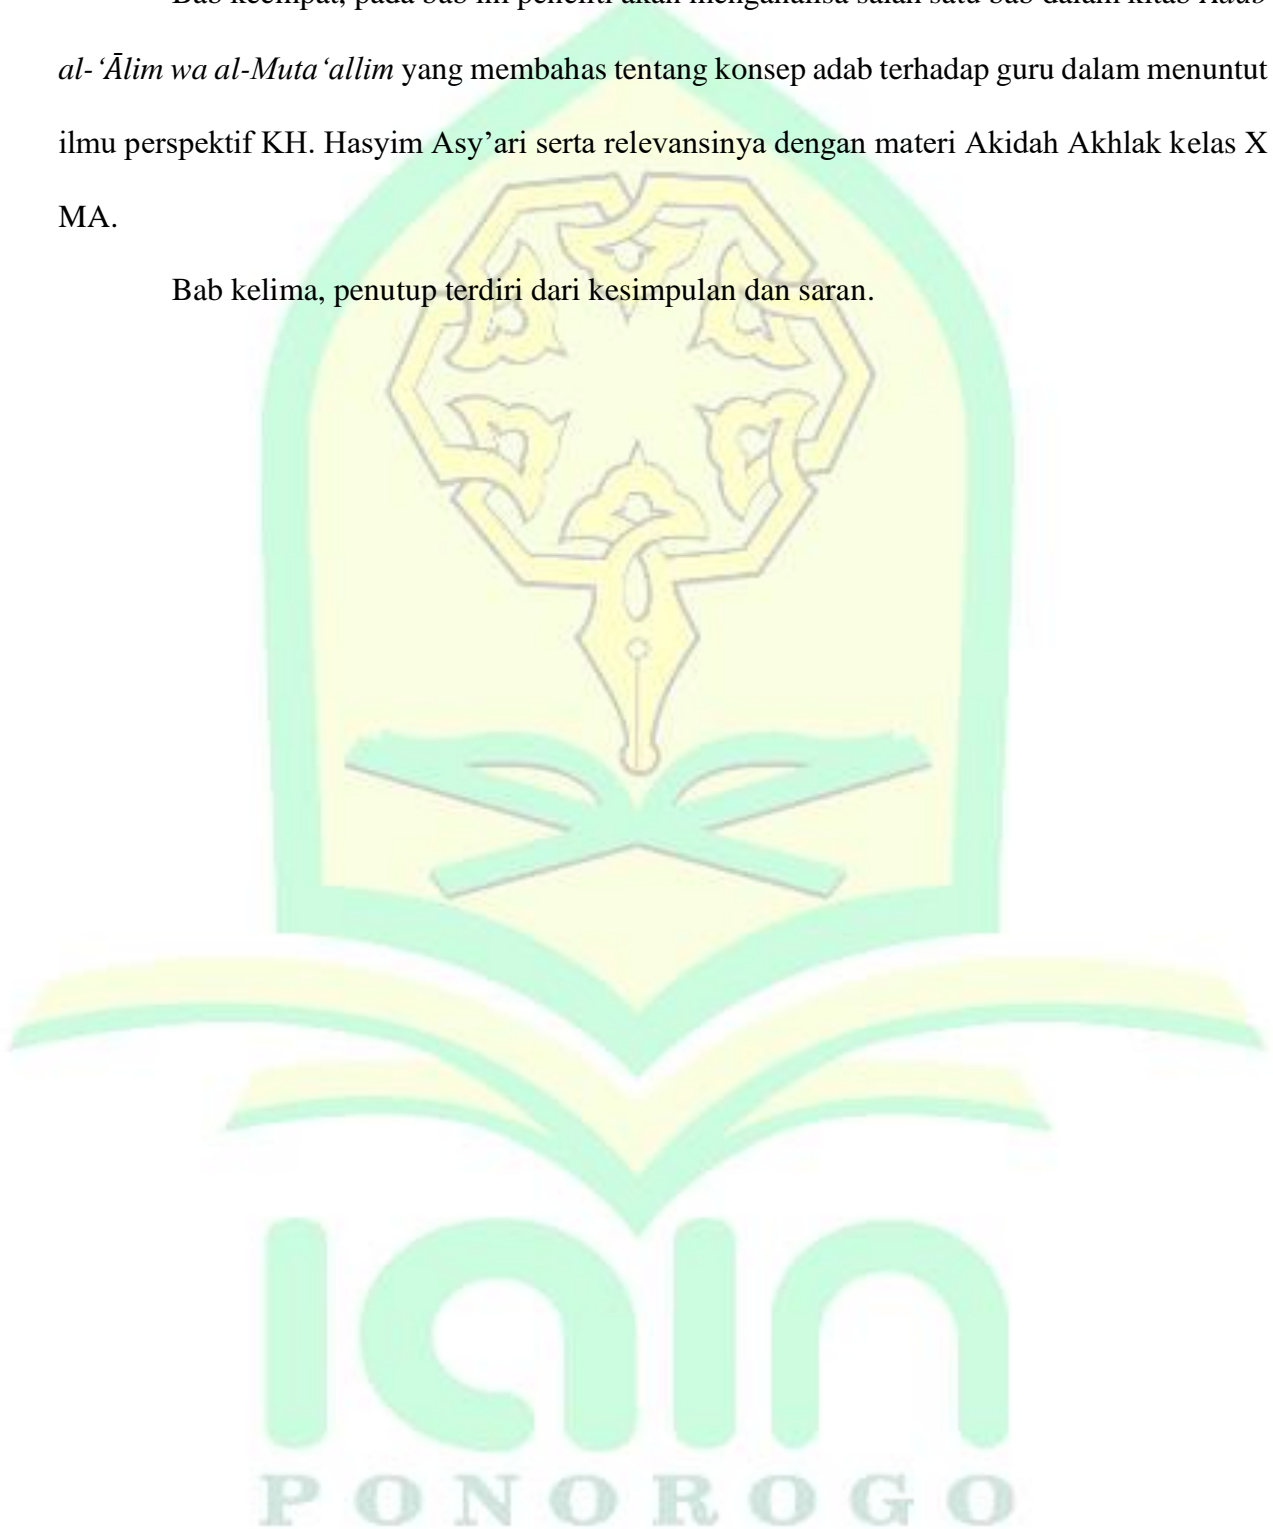 Bab keempat, pada bab ini peneliti akan menganalisa salah satu bab dalam kitab Adab
al-‘Ālim wa al-Muta‘allim yang membahas tentang konsep adab terhadap guru dalam menuntut
ilmu perspektif KH. Hasyim Asy’ari serta relevansinya dengan materi Akidah Akhlak kelas X
MA.
Bab kelima, penutup terdiri dari kesimpulan dan saran.
iain
PONOROGO